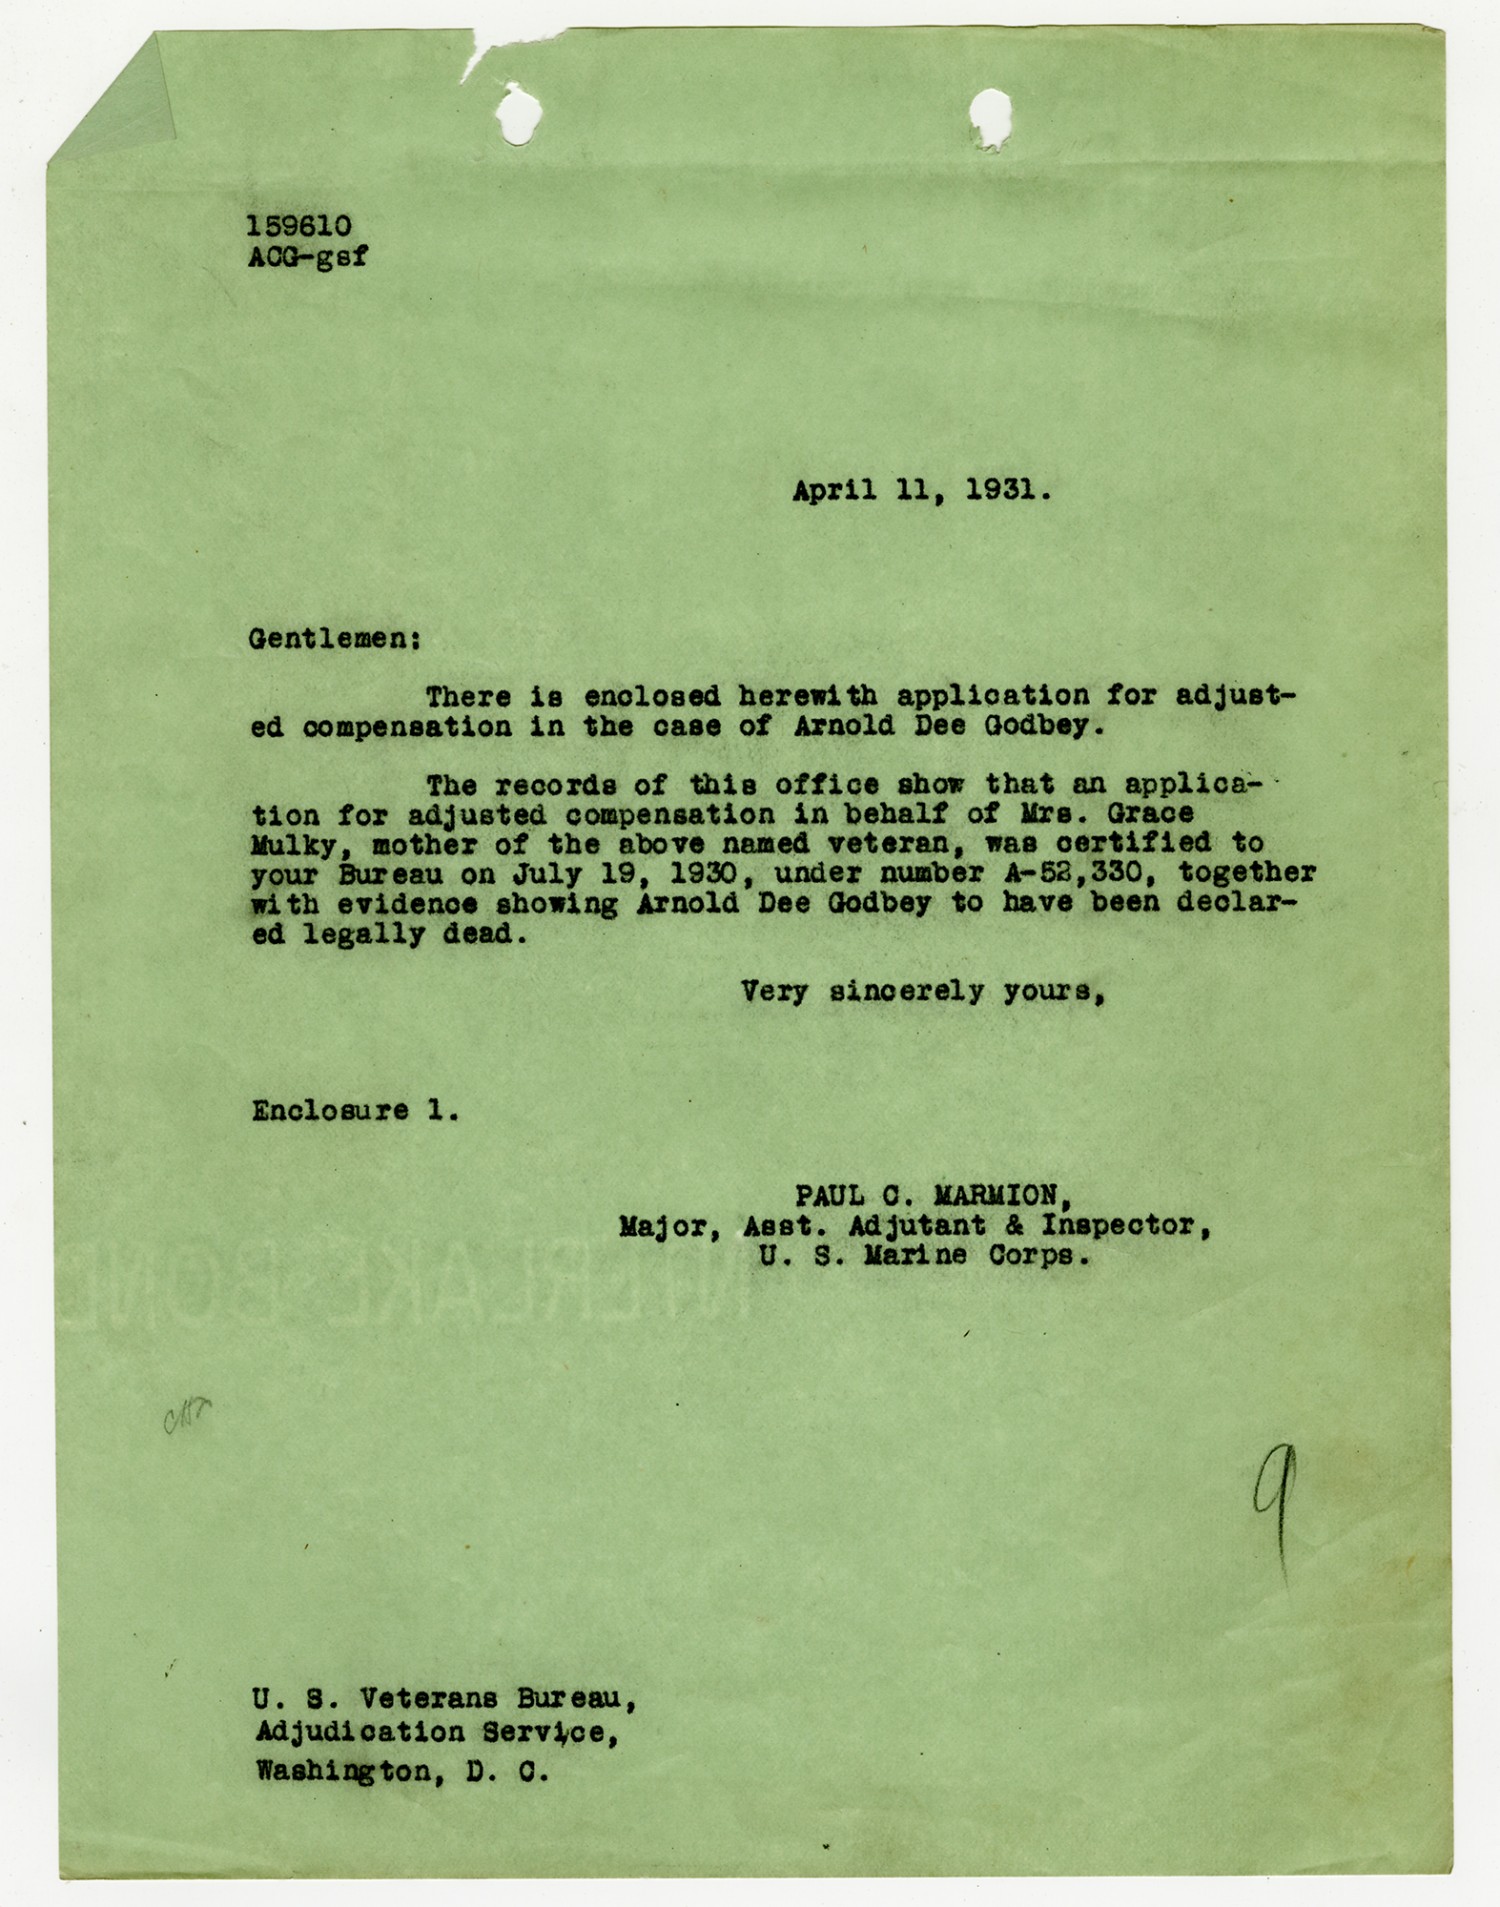 159610
ACG-gsf
April 11, 1931.
Gentlemen:
There is enclosed herewith application for adjust-
ed compensation in the case of Arnold Dee Godbey.
The records of this office show that an applica-
tion for adjusted compensation in behalf of Mrs. Grace
Mulky, mother of the above named veteran, was certified to
your Bureau on July 19, 1930, under number A-52,330, together
with evidence showing Arnold Dee Godbey to have been declar-
ed legally dead.
Very sincerely yours,
Enclosure 1.
PAUL C. MARMION,
Major, Asst. Adjutant & Inspector,
U. S. Marine Corps.
9
U. S. Veterans Bureau,
Adjudication Service,
Washington, D. C.